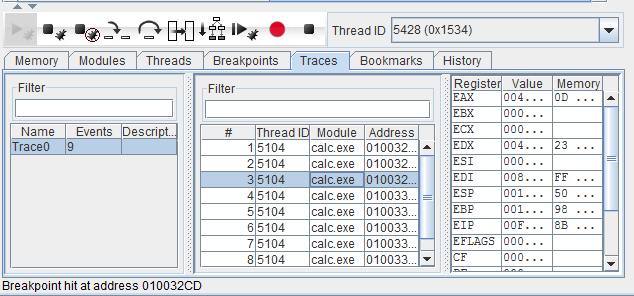 Thread ID 5428 (0x1534)
Memory Modules Threads Breakpoints Traces Bookmarks History
Filter
Name Events Descript...
Trace0 9
Filter
# Thread ID Module Address
1 5104 calc.exe 010032...
2 5104 calc.exe 010032...
3 5104 calc.exe 010032...
4 5104 calc.exe 010033...
5 5104 calc.exe 010033...
6 5104 calc.exe 010033...
7 5104 calc.exe 010033...
8 5104 calc.exe 010033...
Register Value Memory
EAX 004... 0D ...
EBX 000...
ECX 000...
EDX 004... 23 ...
ESI 000...
EDI 008... FF ...
ESP 001... 50 ...
EBP 001... 98 ...
EIP 00F... 8B ...
EFLAGS 000...
CF 000...
Breakpoint hit at address 010032CD